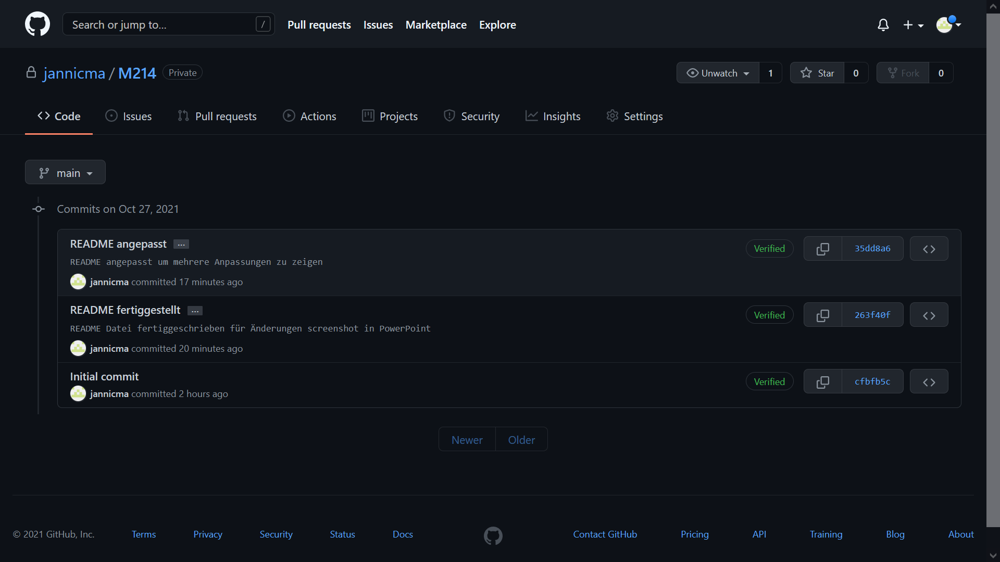 Search or jump to... / Pull requests Issues Marketplace Explore
jannicma / M214 Private Unwatch 1 Star 0 Fork 0
Code Issues Pull requests Actions Projects Security Insights Settings
main
Commits on Oct 27, 2021
README angepasst ... Verified 35dd8a6
README angepasst um mehrere Anpassungen zu zeigen
jannicma committed 17 minutes ago
README fertiggestellt ... Verified 263f40f
README Datei fertiggeschrieben für Änderungen screenshot in PowerPoint
jannicma committed 20 minutes ago
Initial commit Verified cfbfb5c
jannicma committed 2 hours ago
Newer Older
© 2021 GitHub, Inc. Terms Privacy Security Status Docs Contact GitHub Pricing API Training Blog About